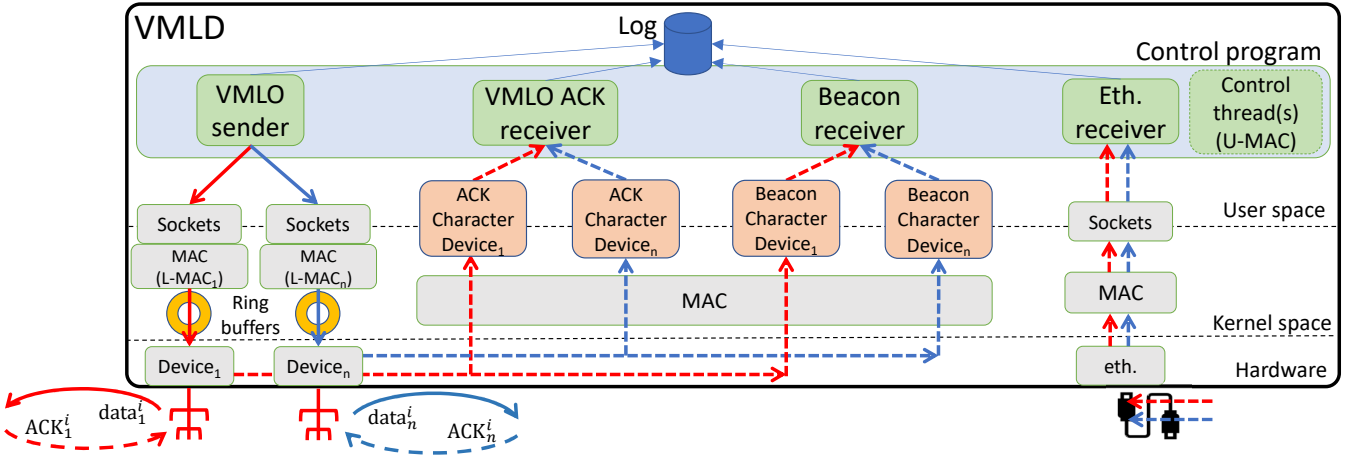 VMLD
Log
Control program
VMLO
sender
VMLO ACK
receiver
Beacon
receiver
Eth.
receiver
Control
thread(s)
(U-MAC)
ACK
Character
Device₁
ACK
Character
Deviceₙ
Beacon
Character
Device₁
Beacon
Character
Deviceₙ
Sockets
Sockets
Sockets
User space
MAC
(L-MAC₁)
MAC
(L-MACₙ)
MAC
MAC
Ring
buffers
Kernel space
Device₁
Deviceₙ
eth.
Hardware
data₁ⁱ
ACK₁ⁱ
dataₙⁱ
ACKₙⁱ